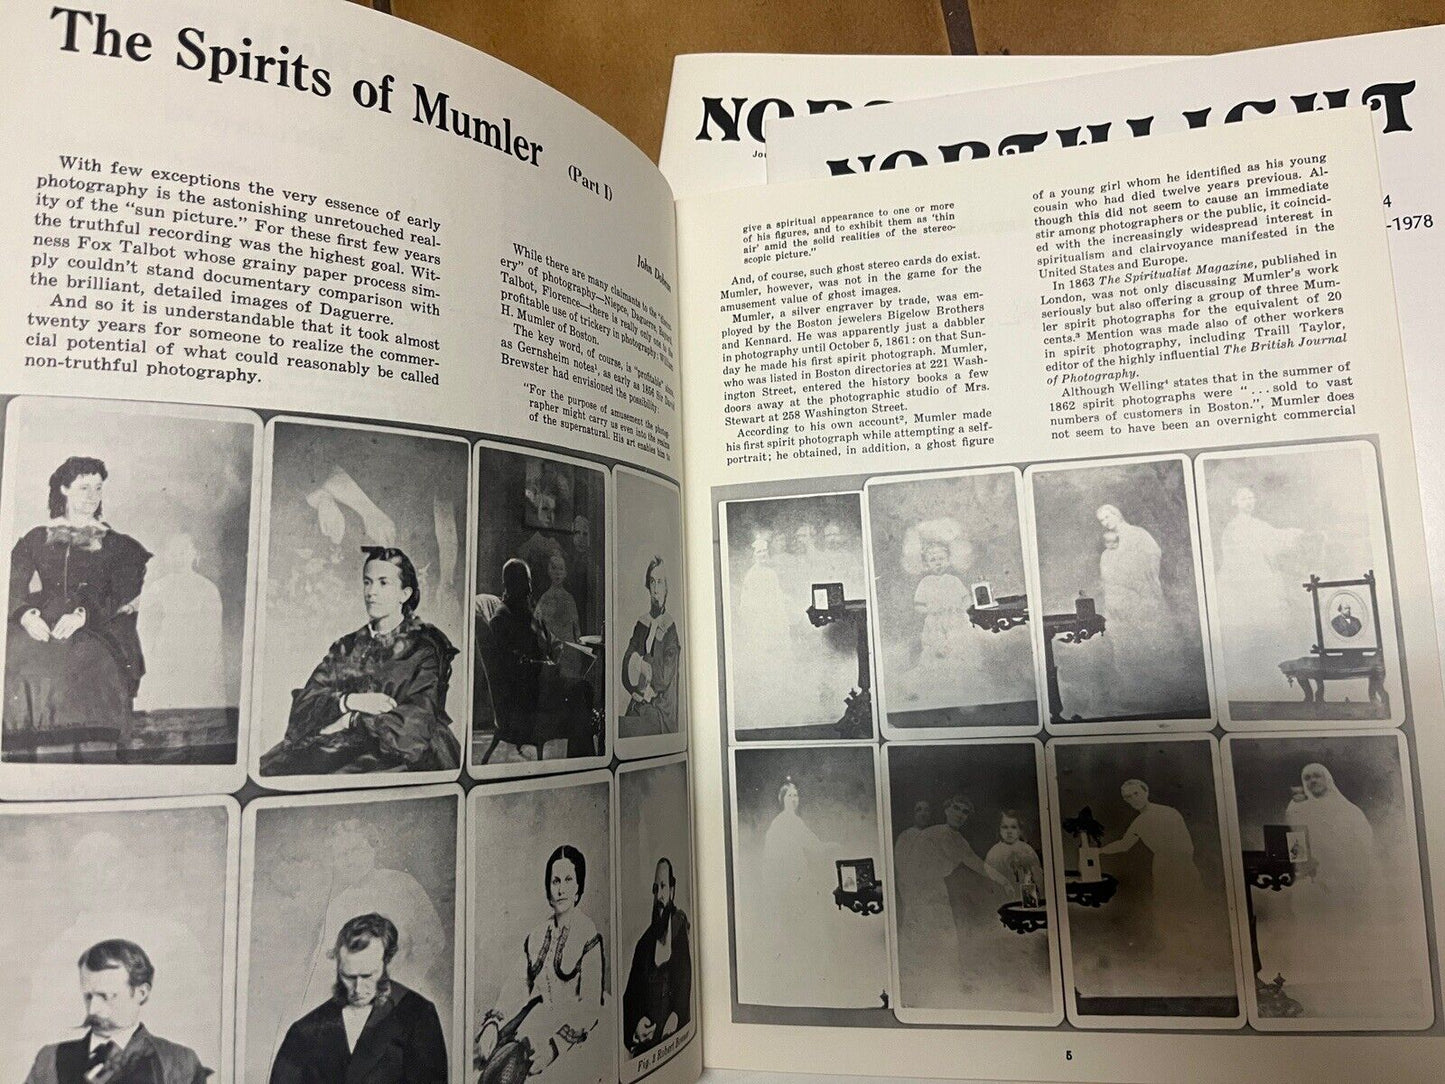 The Spirits of Mumler (Part I)
With few exceptions the very essence of early
photography is the astonishing unretouched real-
ity of the "sun picture." For these first few years
the truthful recording was the highest goal. Wit-
ness Fox Talbot whose grainy paper process sim-
ply couldn't stand documentary comparison with
the brilliant, detailed images of Daguerre.
And so it is understandable that it took almost
twenty years for someone to realize the commer-
cial potential of what could reasonably be called
non-truthful photography.
John
While there are many claimants to the
ery" of photography—Niepce, Daguerre,
Talbot, Florence—there is really only one to the
profitable use of trickery in photography: William
H. Mumler of Boston.
The key word, of course, is "profitable" since,
as Gernsheim notes¹, as early as 1856 Sir David
Brewster had envisioned the possibility:
"For the purpose of amusement the photog-
rapher might carry us even into the realms
of the supernatural. His art enables him to
Fig. 2 Robert
NOR
Jou
NORTHLIGHT
4
-1978
give a spiritual appearance to one or more
of his figures, and to exhibit them as 'thin
air' amid the solid realities of the stereo-
scopic picture."
And, of course, such ghost stereo cards do exist.
Mumler, however, was not in the game for the
amusement value of ghost images.
Mumler, a silver engraver by trade, was em-
ployed by the Boston jewelers Bigelow Brothers
and Kennard. He was apparently just a dabbler
in photography until October 5, 1861: on that Sun-
day he made his first spirit photograph. Mumler,
who was listed in Boston directories at 221 Wash-
ington Street, entered the history books a few
doors away at the photographic studio of Mrs.
Stewart at 258 Washington Street.
According to his own account², Mumler made
his first spirit photograph while attempting a self-
portrait; he obtained, in addition, a ghost figure
of a young girl whom he identified as his young
cousin who had died twelve years previous. Al-
though this did not seem to cause an immediate
stir among photographers or the public, it coincid-
ed with the increasingly widespread interest in
spiritualism and clairvoyance manifested in the
United States and Europe.
In 1863 The Spiritualist Magazine, published in
London, was not only discussing Mumler's work
seriously but also offering a group of three Mum-
ler spirit photographs for the equivalent of 20
cents.³ Mention was made also of other workers
in spirit photography, including Traill Taylor,
editor of the highly influential The British Journal
of Photography.
Although Welling⁴ states that in the summer of
1862 spirit photographs were "...sold to vast
numbers of customers in Boston.", Mumler does
not seem to have been an overnight commercial
5